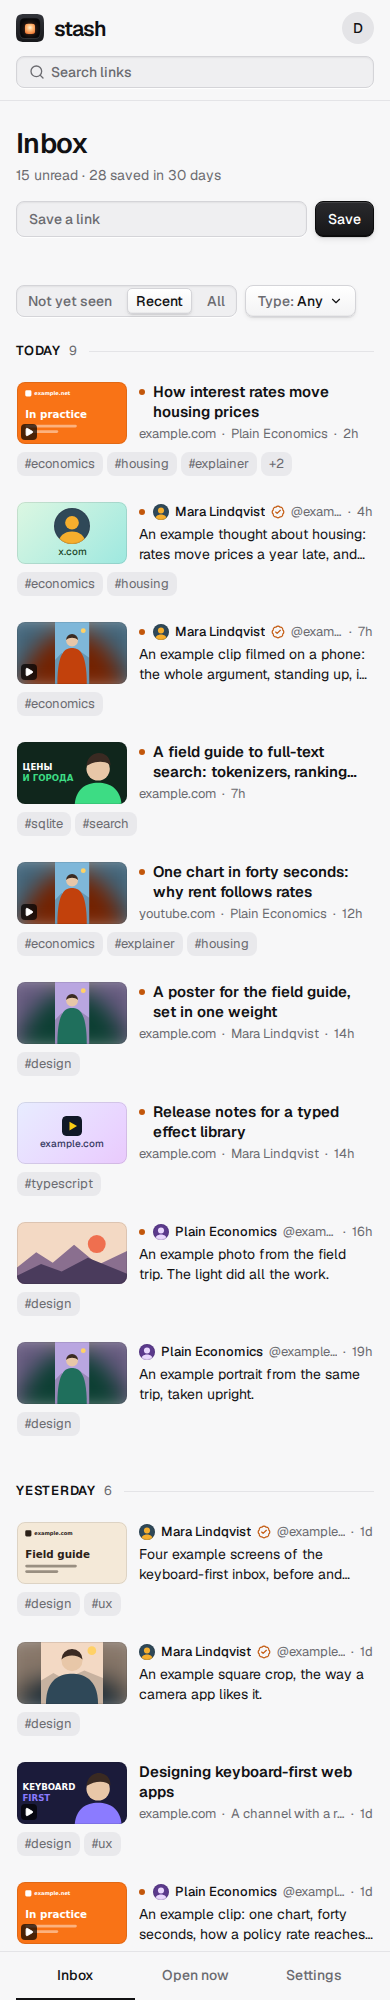 stash
D
Search links
Inbox
15 unread · 28 saved in 30 days
Save a link
Save
Not yet seen
Recent
All
Type: Any
TODAY 9
example.net
In practice
How interest rates move
housing prices
example.com · Plain Economics · 2h
#economics
#housing
#explainer
+2
x.com
Mara Lindqvist @exam… · 4h
An example thought about housing:
rates move prices a year late, and…
#economics
#housing
Mara Lindqvist @exam… · 7h
An example clip filmed on a phone:
the whole argument, standing up, i…
#economics
ЦЕНЫ
И ГОРОДА
A field guide to full-text
search: tokenizers, ranking…
example.com · 7h
#sqlite
#search
One chart in forty seconds:
why rent follows rates
youtube.com · Plain Economics · 12h
#economics
#explainer
#housing
A poster for the field guide,
set in one weight
example.com · Mara Lindqvist · 14h
#design
example.com
Release notes for a typed
effect library
example.com · Mara Lindqvist · 14h
#typescript
Plain Economics @exam… · 16h
An example photo from the field
trip. The light did all the work.
#design
Plain Economics @example… · 19h
An example portrait from the same
trip, taken upright.
#design
YESTERDAY 6
example.com
Field guide
Mara Lindqvist @example… · 1d
Four example screens of the
keyboard-first inbox, before and…
#design
#ux
Mara Lindqvist @example… · 1d
An example square crop, the way a
camera app likes it.
#design
KEYBOARD
FIRST
Designing keyboard-first web
apps
example.com · A channel with a r… · 1d
#design
#ux
example.net
In practice
Plain Economics @exampl… · 1d
An example clip: one chart, forty
seconds, how a policy rate reaches…
Inbox
Open now
Settings